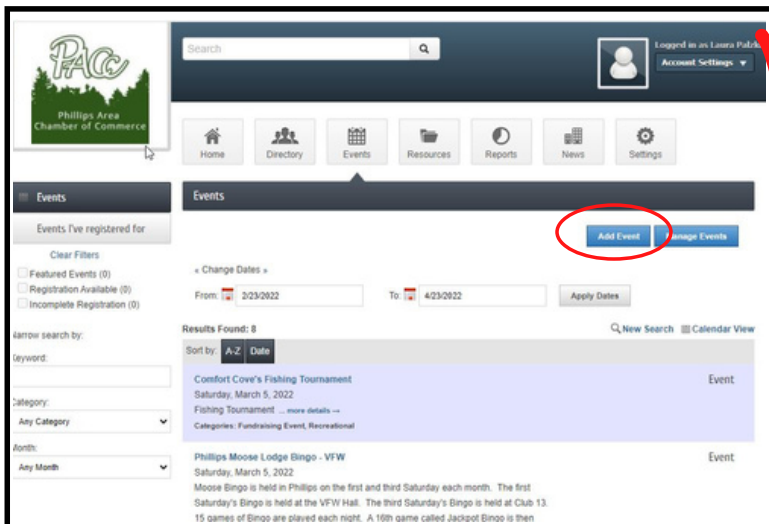 PACC
Phillips Area
Chamber of Commerce
Search
Logged in as Laura
Account Settings
Home
Directory
Events
Resources
Reports
News
Settings
Events
Events I've registered for
Clear Filters
Featured Events (0)
Registration Available (0)
Incomplete Registration (0)
Narrow search by:
Keyword:
Category:
Any Category
Month:
Any Month
Events
Add Event
Manage Events
« Change Dates »
From: 2/23/2022
To: 4/23/2022
Apply Dates
Results Found: 8
New Search
Calendar View
Sort by: A-Z Date
Comfort Cove's Fishing Tournament
Event
Saturday, March 5, 2022
Fishing Tournament ... more details →
Categories: Fundraising Event, Recreational
Phillips Moose Lodge Bingo - VFW
Event
Saturday, March 5, 2022
Moose Bingo is held in Phillips on the first and third Saturday each month. The first
Saturday's Bingo is held at the VFW Hall. The third Saturday's Bingo is held at Club 13.
15 games of Bingo are played each night. A 16th game called Jackpot Bingo is then